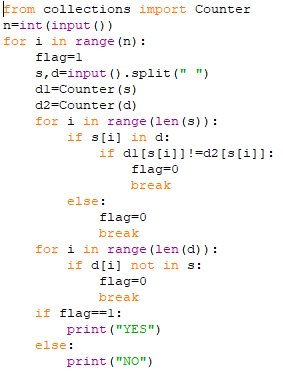 from collections import Counter
n=int(input())
for i in range(n):
    flag=1
    s,d=input().split(" ")
    d1=Counter(s)
    d2=Counter(d)
    for i in range(len(s)):
        if s[i] in d:
            if d1[s[i]]!=d2[s[i]]:
                flag=0
                break
        else:
            flag=0
            break
    for i in range(len(d)):
        if d[i] not in s:
            flag=0
            break
    if flag==1:
        print("YES")
    else:
        print("NO")